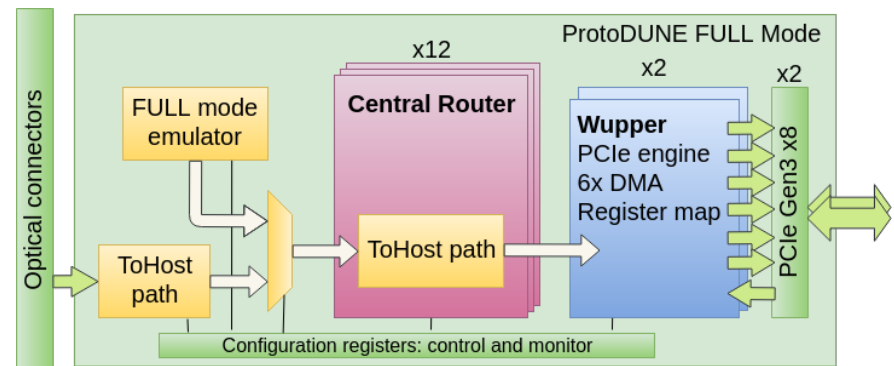 ProtoDUNE FULL Mode
x12
x2
x2
Optical connectors
FULL mode
emulator
Central Router
Wupper
PCIe engine
6x DMA
Register map
PCIe Gen3 x8
ToHost
path
ToHost path
Configuration registers: control and monitor